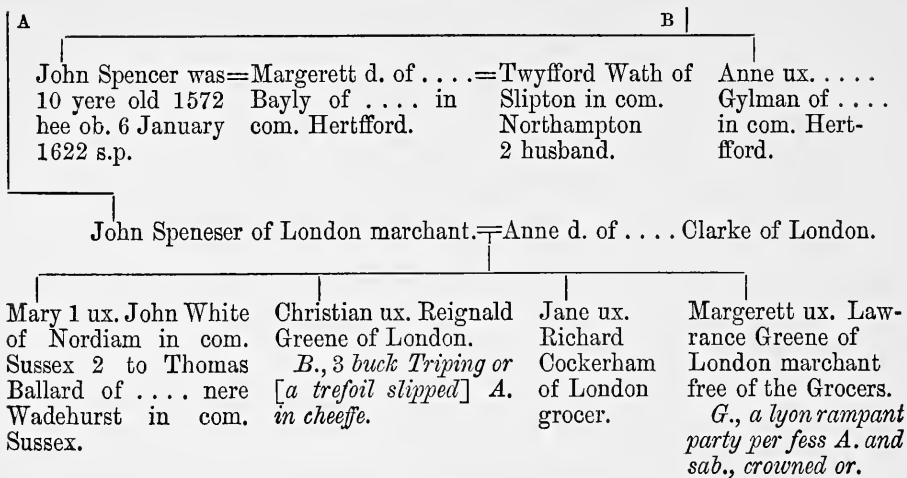 A
B
John Spencer was=Margerett d. of . . . .=Twyfford Wath of
10 yere old 1572
hee ob. 6 January
1622 s.p.
Bayly of . . . . in
com. Hertfford.
Slipton in com.
Northampton
2 husband.
Anne ux. . . . .
Gylman of . . . .
in com. Hert-
fford.
John Speneser of London marchant.=Anne d. of . . . . Clarke of London.
Mary 1 ux. John White
of Nordiam in com.
Sussex 2 to Thomas
Ballard of . . . . nere
Wadehurst in com.
Sussex.
Christian ux. Reignald
Greene of London.
B., 3 buck Triping or
[a trefoil slipped] A.
in cheeffe.
Jane ux.
Richard
Cockerham
of London
grocer.
Margerett ux. Law-
rance Greene of
London marchant
free of the Grocers.
G., a lyon rampant
party per fess A. and
sab., crowned or.